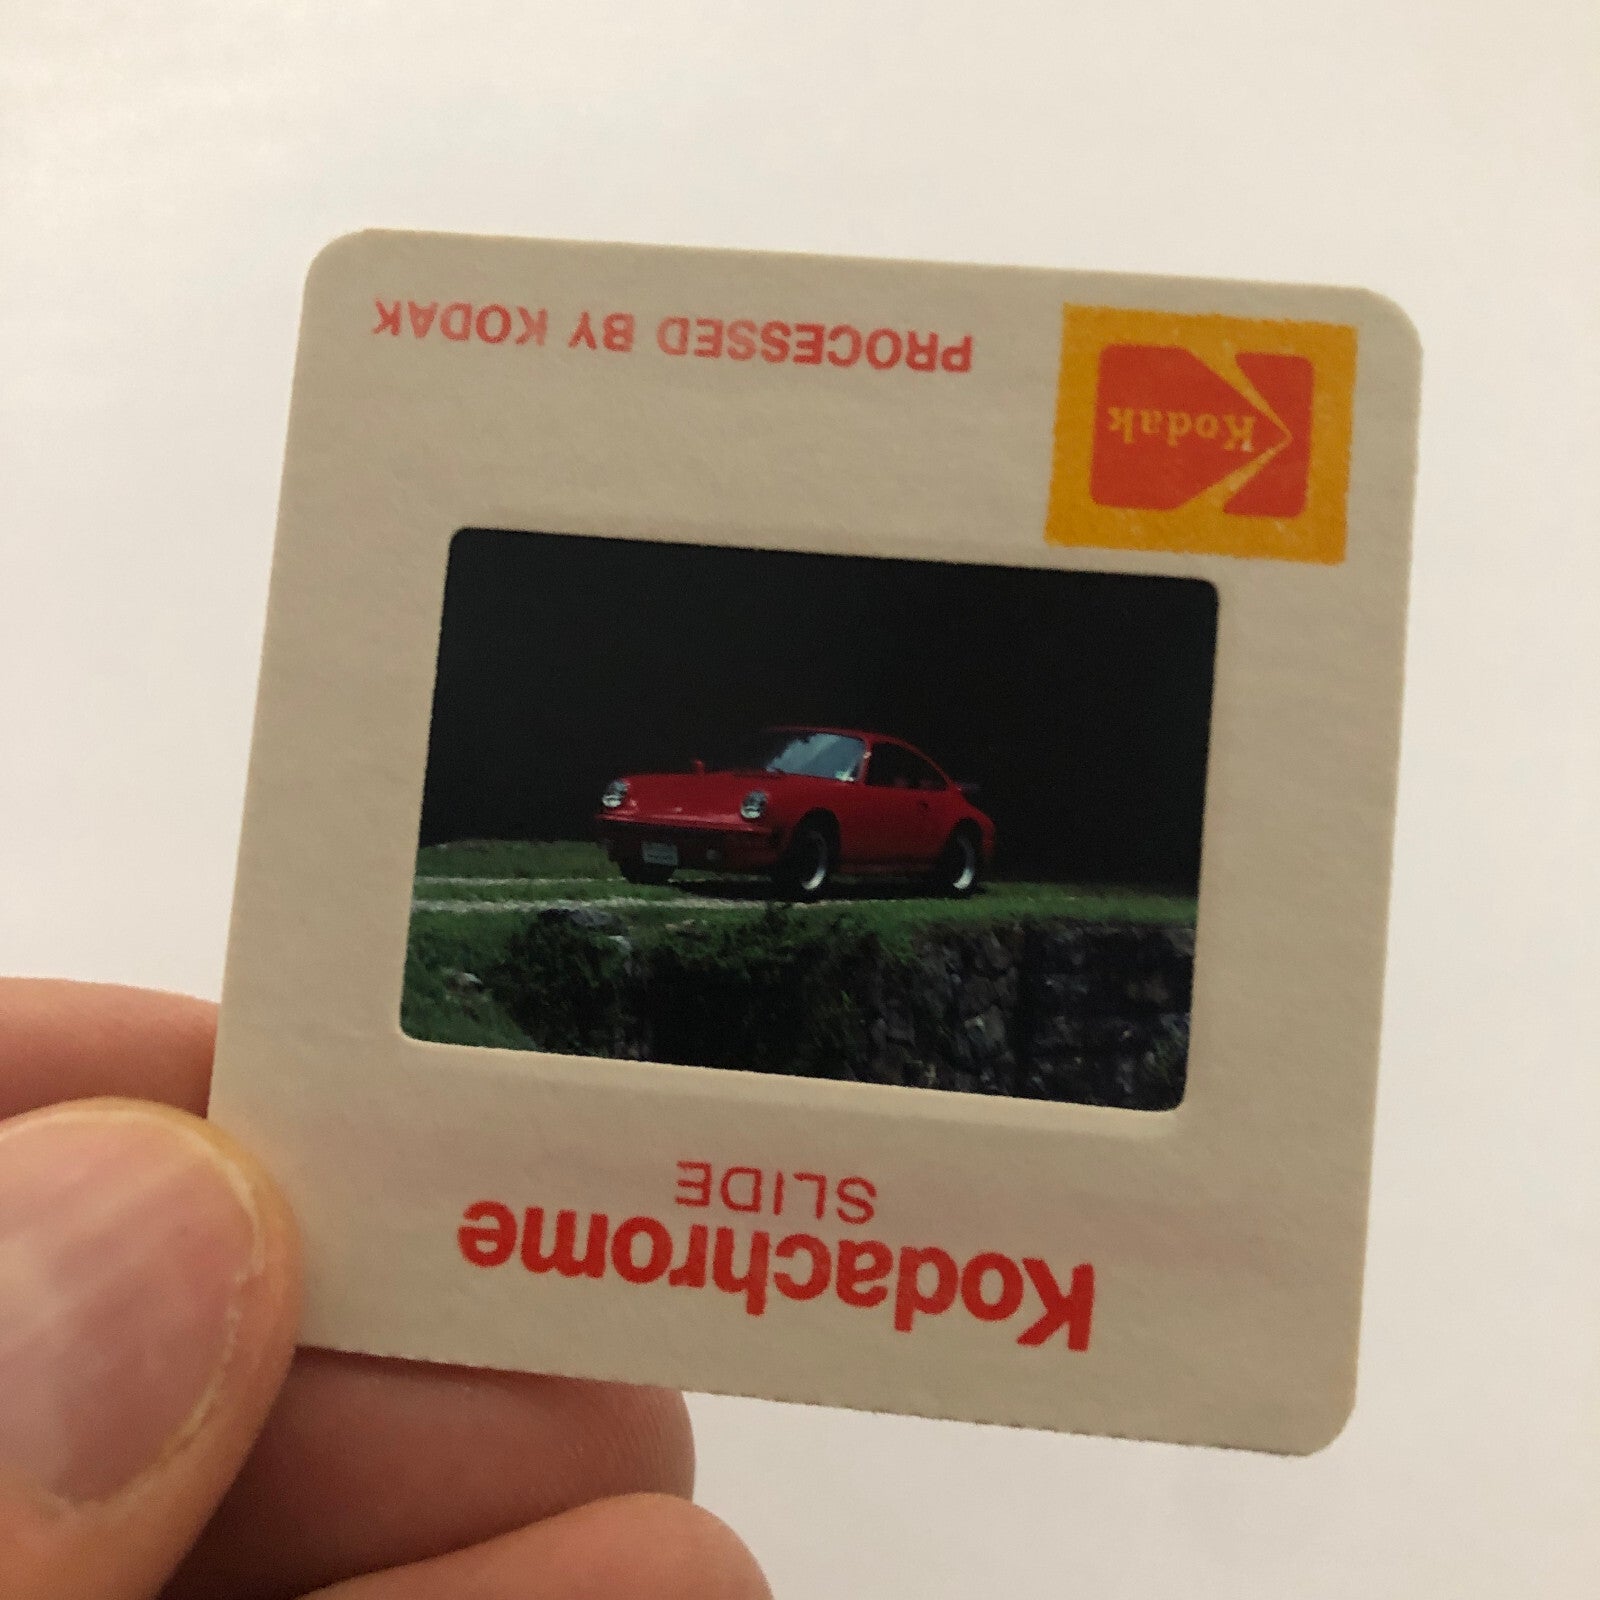 Kodachrome
SLIDE
Kodak
PROCESSED BY KODAK